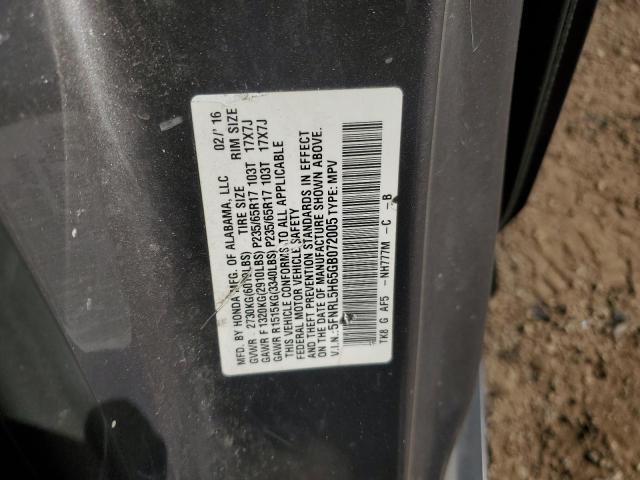 MFD. BY HONDA MFG. OF ALABAMA, LLC 02/' 16
TIRE SIZE RIM SIZE
GVWR 2730KG(6019LBS) P235/65R17 103T 17X7J
GAWR F 1320KG(2910LBS) P235/65R17 103T 17X7J
GAWR R1515KG(3340LBS)
THIS VEHICLE CONFORMS TO ALL APPLICABLE
FEDERAL MOTOR VEHICLE SAFETY
AND THEFT PREVENTION STANDARDS IN EFFECT
ON THE DATE OF MANUFACTURE SHOWN ABOVE.
V.I.N.:5FNRL5H65GB072005 TYPE: MPV
TK8 G AF5 -NH777M -C -B